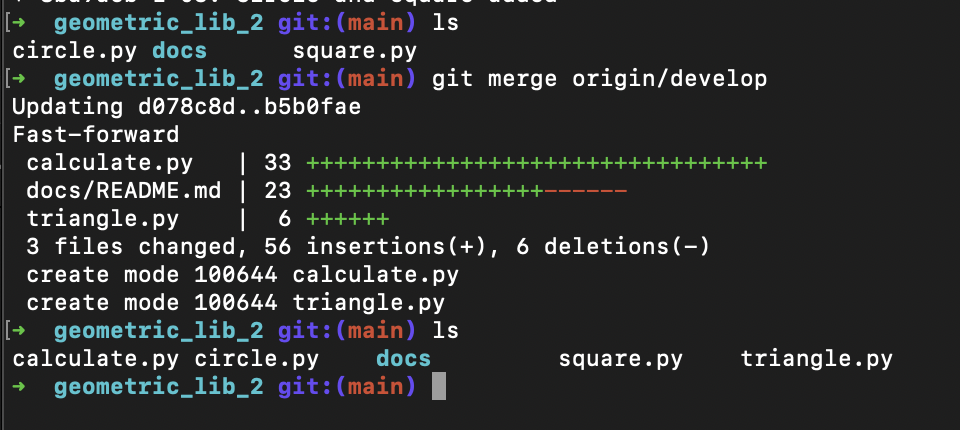 [➜  geometric_lib_2 git:(main) ls
circle.py docs      square.py
[➜  geometric_lib_2 git:(main) git merge origin/develop
Updating d078c8d..b5b0fae
Fast-forward
 calculate.py   | 33 +++++++++++++++++++++++++++++++++
 docs/README.md | 23 +++++++++++++++++------
 triangle.py    |  6 ++++++
 3 files changed, 56 insertions(+), 6 deletions(-)
 create mode 100644 calculate.py
 create mode 100644 triangle.py
[➜  geometric_lib_2 git:(main) ls
calculate.py circle.py    docs         square.py    triangle.py
➜  geometric_lib_2 git:(main)